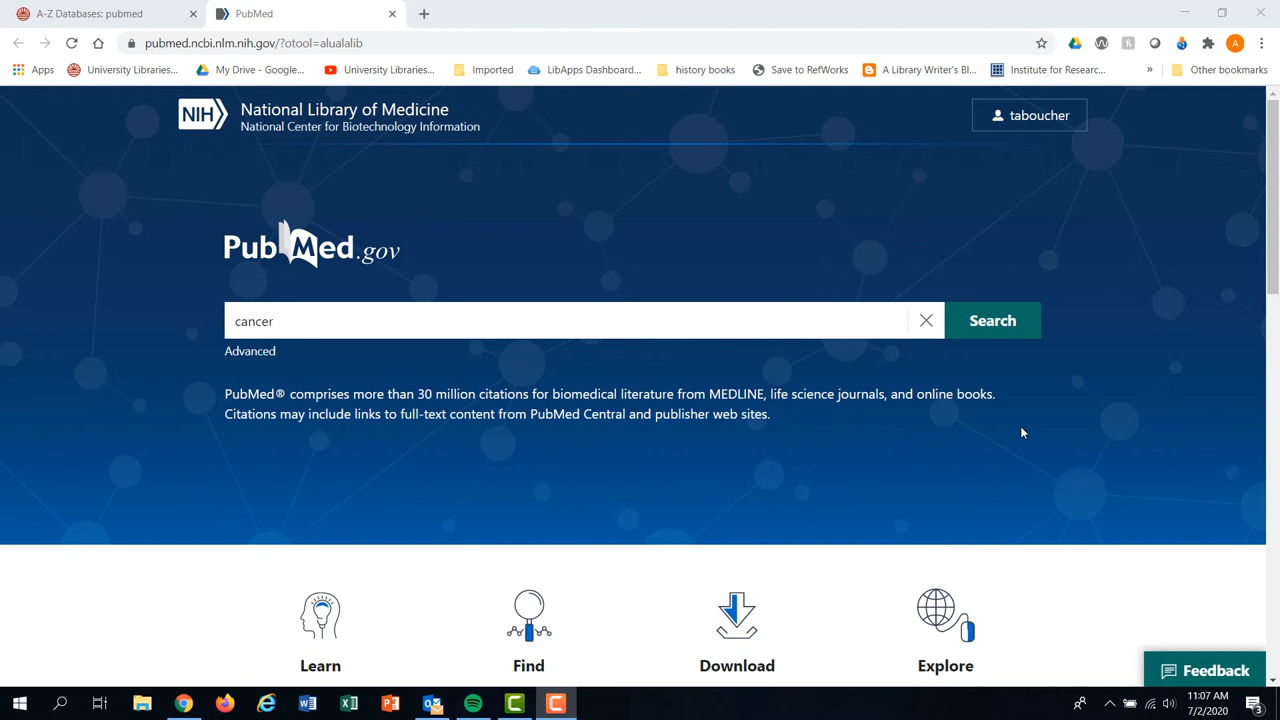 A-Z Databases: pubmed
PubMed
pubmed.ncbi.nlm.nih.gov/?otool=alualalib
A
Apps
University Libraries...
My Drive - Google...
University Libraries...
Imported
LibApps Dashboard...
history books
Save to RefWorks
A Library Writer's Bl...
Institute for Researc...
»
Other bookmarks
NIH
National Library of Medicine
National Center for Biotechnology Information
taboucher
PubMed.gov
cancer
Search
Advanced
PubMed® comprises more than 30 million citations for biomedical literature from MEDLINE, life science journals, and online books.
Citations may include links to full-text content from PubMed Central and publisher web sites.
Learn
Find
Download
Explore
Feedback
11:07 AM
7/2/2020
3